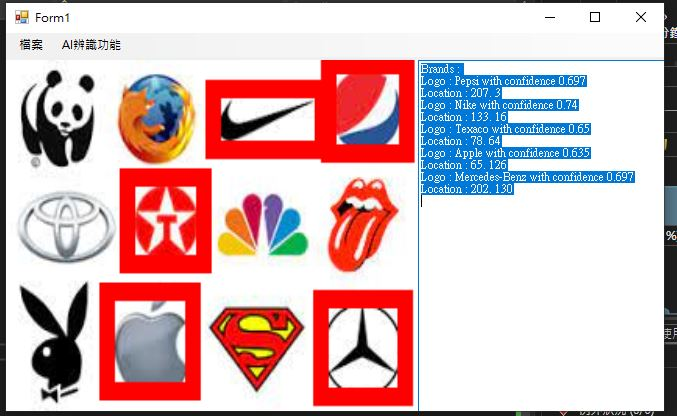 Form1
檔案 AI辨識功能
Brands :
Logo : Pepsi with confidence 0.697
Location : 207. 3
Logo : Nike with confidence 0.74
Location : 133. 16
Logo : Texaco with confidence 0.65
Location : 78. 64
Logo : Apple with confidence 0.635
Location : 65. 126
Logo : Mercedes-Benz with confidence 0.697
Location : 202. 130